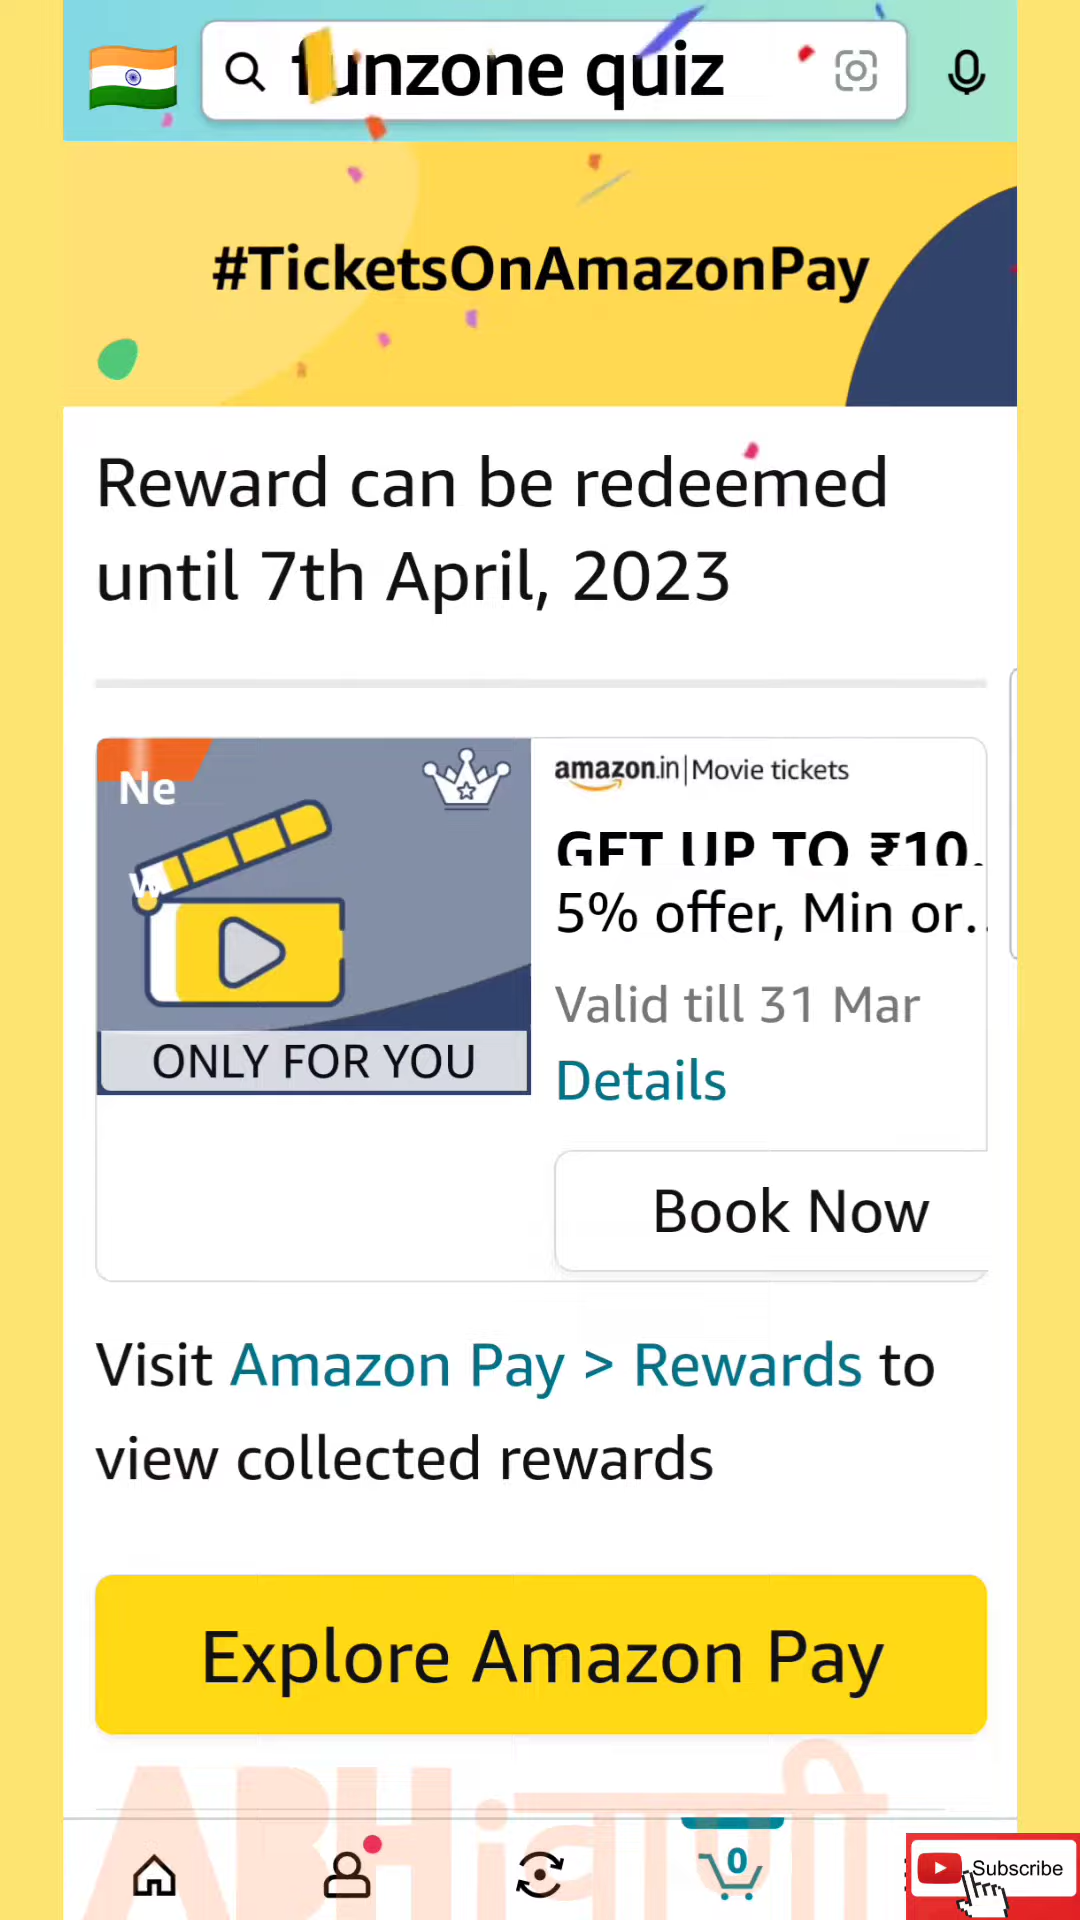 funzone quiz
#TicketsOnAmazonPay
Reward can be redeemed
until 7th April, 2023
Ne
w
amazon.in | Movie tickets
GET UP TO ₹10.
5% offer, Min or..
Valid till 31 Mar
Details
ONLY FOR YOU
Book Now
Visit Amazon Pay > Rewards to
view collected rewards
Explore Amazon Pay
ABHiवाणी
0
Subscribe